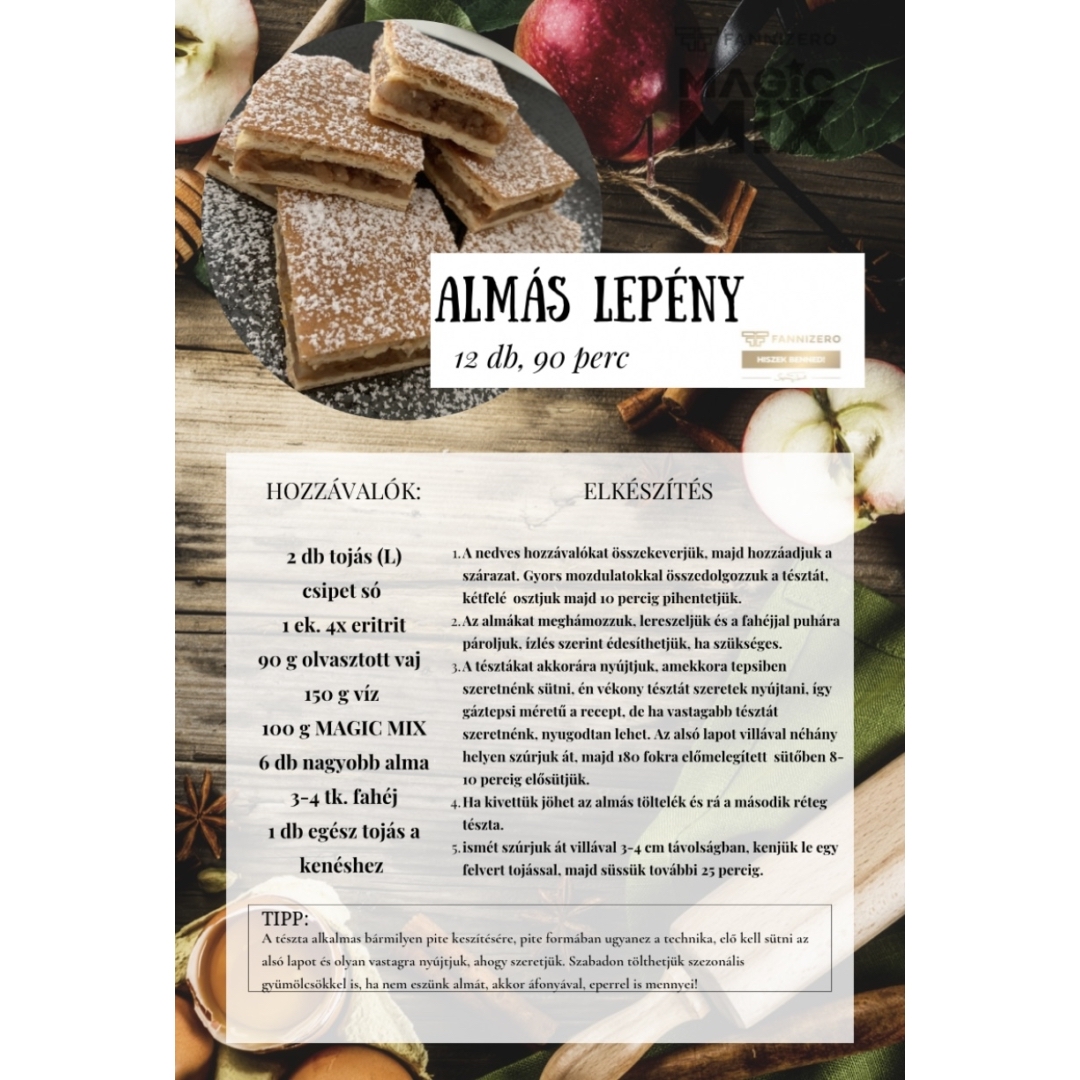 FANNIZERO
MAGIC
M!X
ALMÁS LEPÉNY
12 db, 90 perc
FANNIZERO
HISZEK BENNED!
HOZZÁVALÓK:
2 db tojás (L)
csipet só
1 ek. 4x eritrit
90 g olvasztott vaj
150 g víz
100 g MAGIC MIX
6 db nagyobb alma
3-4 tk. fahéj
1 db egész tojás a
kenéshez
ELKÉSZÍTÉS
1. A nedves hozzávalókat összekeverjük, majd hozzáadjuk a
szárazat. Gyors mozdulatokkal összedolgozzuk a tésztát,
kétfelé osztjuk majd 10 percig pihentetjük.
2. Az almákat meghámozzuk, lereszeljük és a fahéjjal puhára
pároljuk, ízlés szerint édesíthetjük, ha szükséges.
3. A tésztákat akkorára nyújtjuk, amekkora tepsiben
szeretnénk sütni, én vékony tésztát szeretek nyújtani, így
gáztepsi méretű a recept, de ha vastagabb tésztát
szeretnénk, nyugodtan lehet. Az alsó lapot villával néhány
helyen szúrjuk át, majd 180 fokra előmelegített sütőben 8-
10 percig elősütjük.
4. Ha kivettük jöhet az almás töltelék és rá a második réteg
tészta.
5. ismét szúrjuk át villával 3-4 cm távolságban, kenjük le egy
felvert tojással, majd süssük további 25 percig.
TIPP:
A tészta alkalmas bármilyen pite keszítésére, pite formában ugyanez a technika, elő kell sütni az
alsó lapot és olyan vastagra nyújtjuk, ahogy szeretjük. Szabadon tölthetjük szezonális
gyümölcsökkel is, ha nem eszünk almát, akkor áfonyával, eperrel is mennyei!